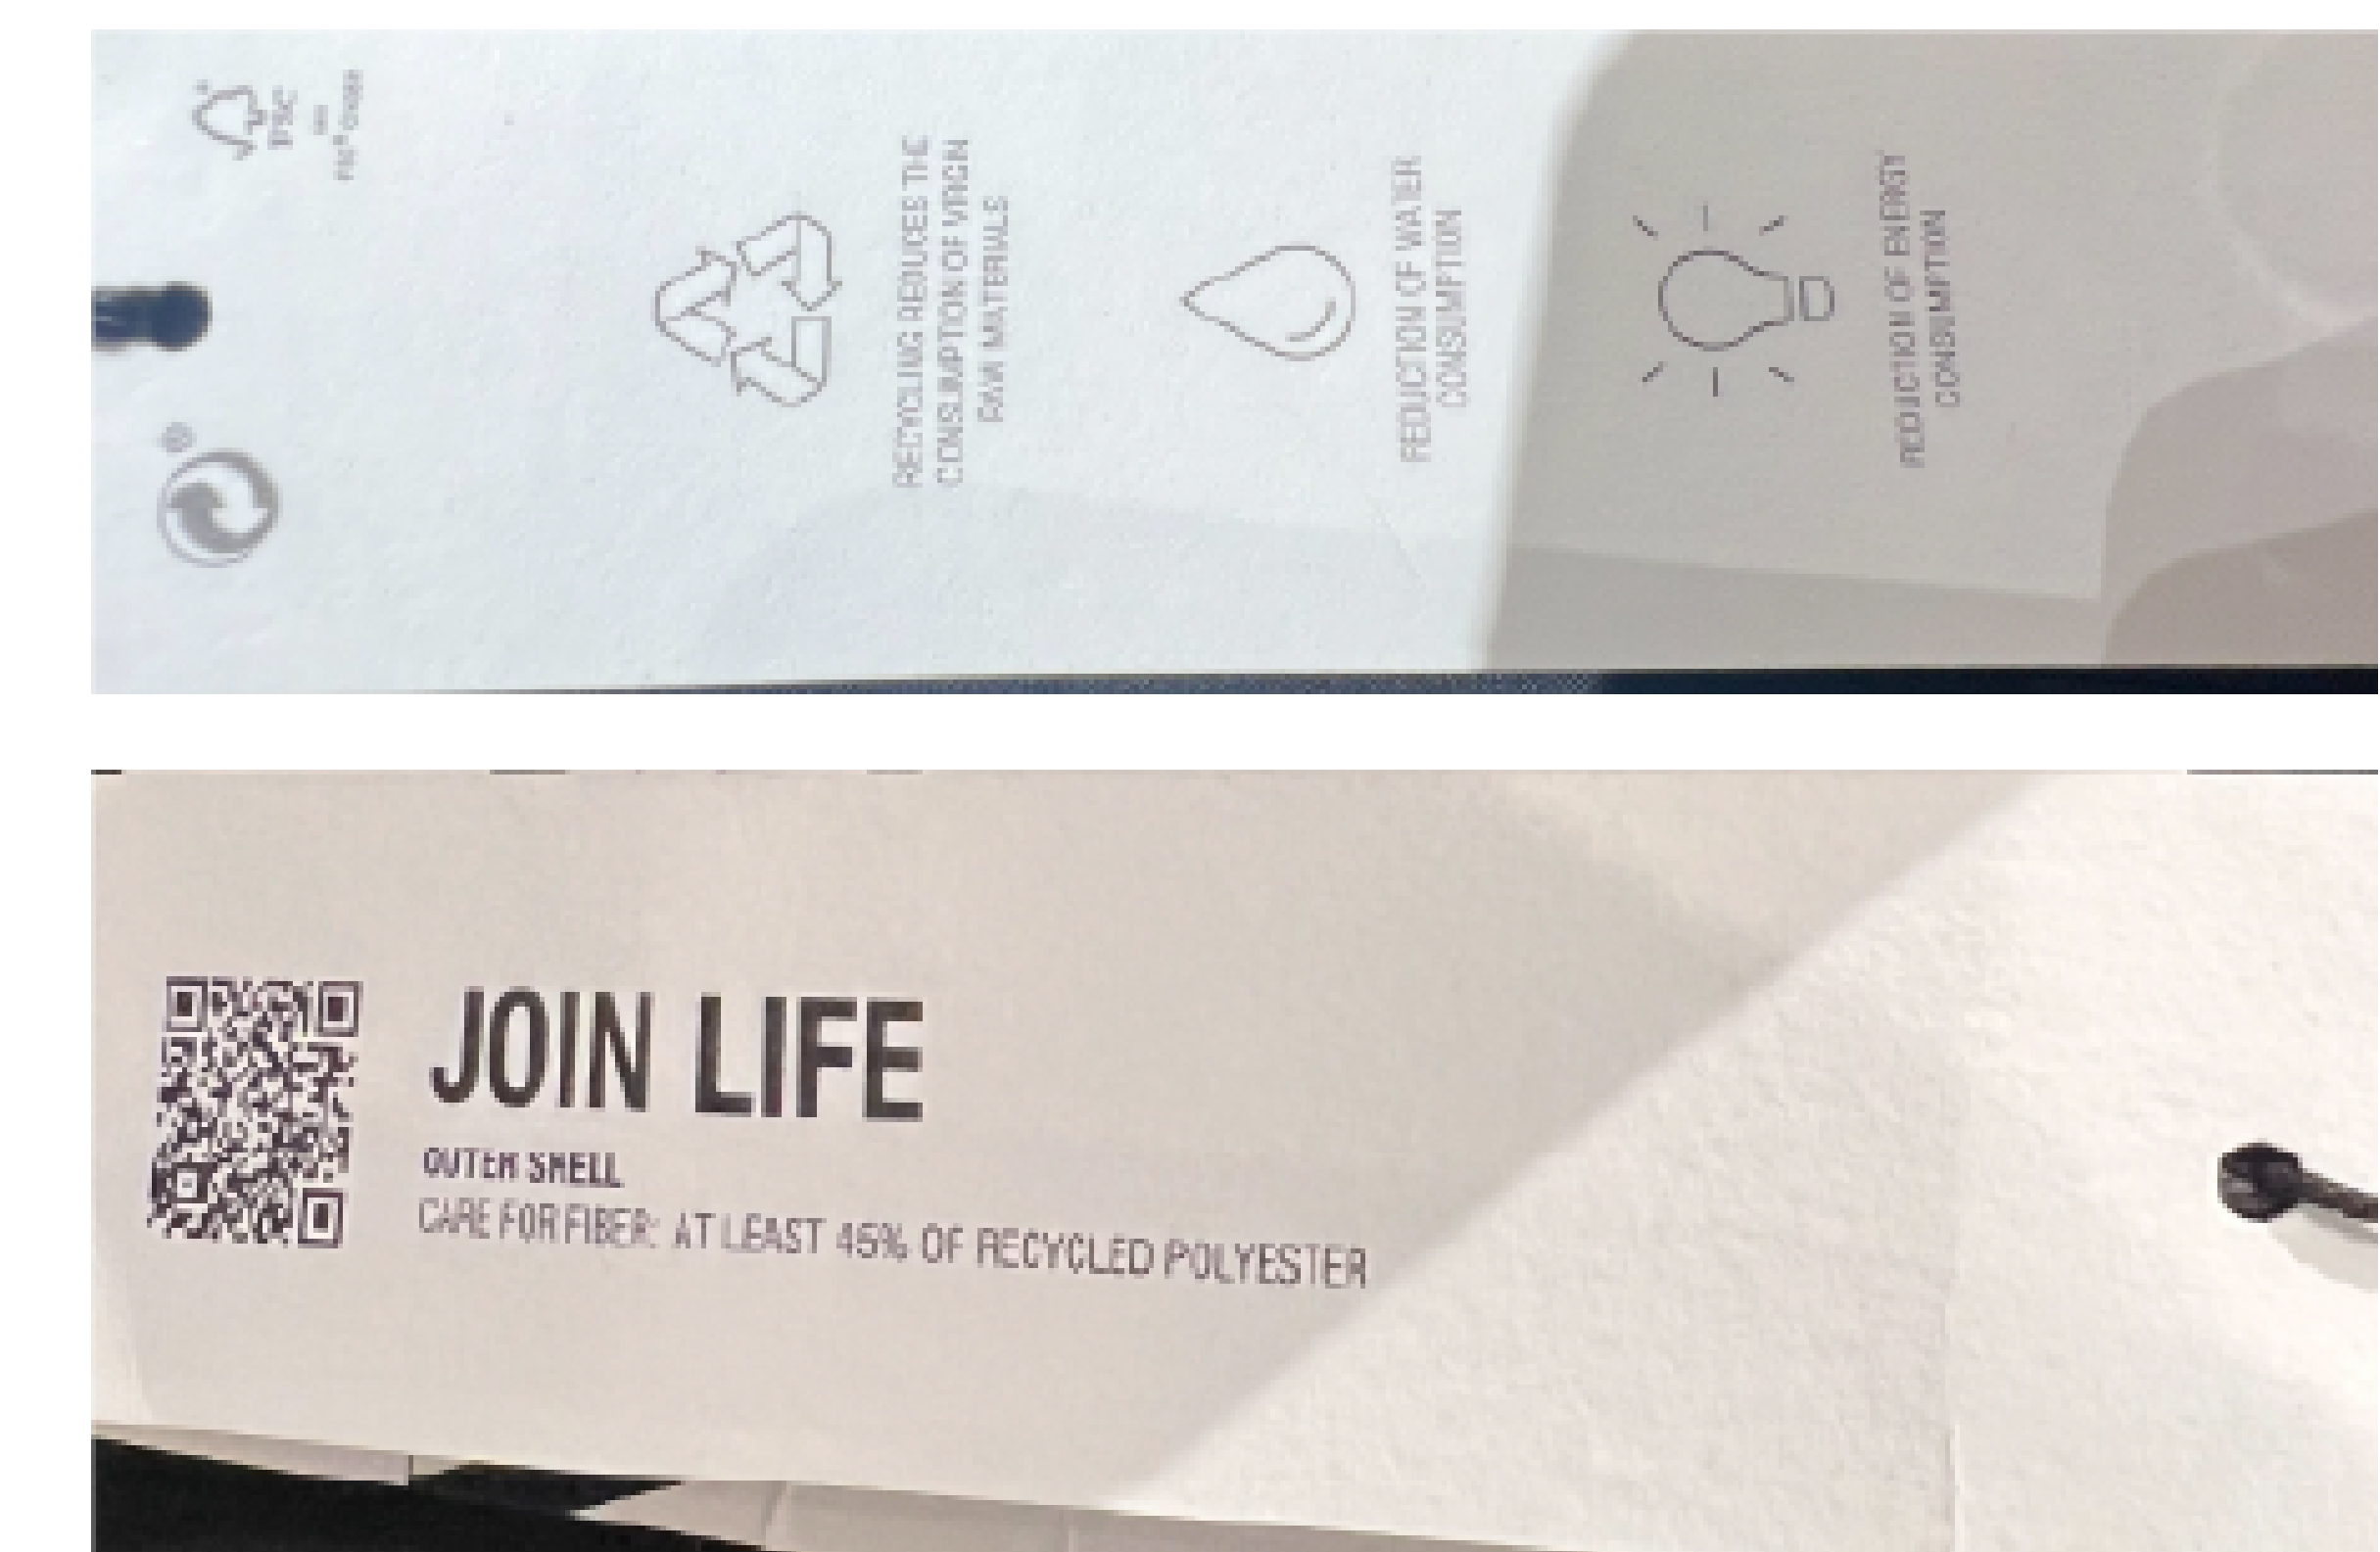 FSC
RECYCLING REDUCES THE
CONSUMPTION OF VIRGIN
RAW MATERIALS
REDUCTION OF WATER
CONSUMPTION
REDUCTION OF ENERGY
CONSUMPTION
JOIN LIFE
OUTER SHELL
CARE FOR FIBER: AT LEAST 45% OF RECYCLED POLYESTER